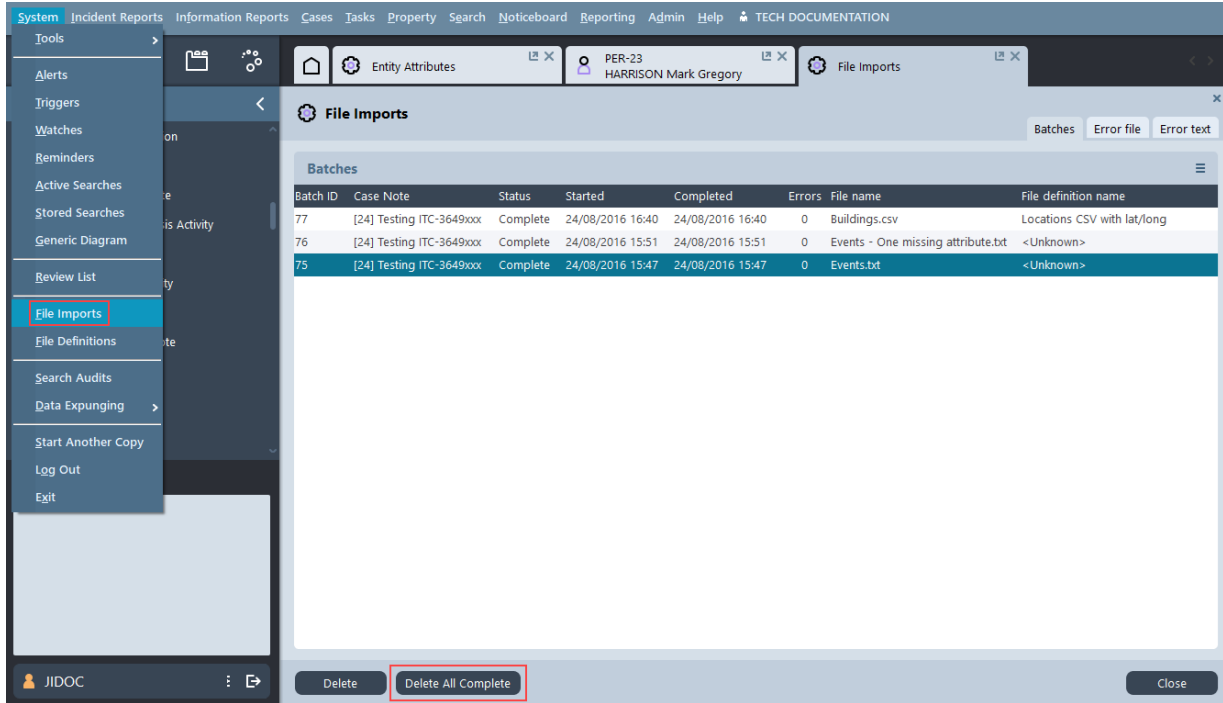 System Incident Reports Information Reports Cases Tasks Property Search Noticeboard Reporting Admin Help TECH DOCUMENTATION
Tools
Alerts
Triggers
Watches
Reminders
Active Searches
Stored Searches
Generic Diagram
Review List
File Imports
File Definitions
Search Audits
Data Expunging
Start Another Copy
Log Out
Exit
on
te
is Activity
ty
ote
JIDOC
Entity Attributes
PER-23
HARRISON Mark Gregory
File Imports
File Imports
Batches Error file Error text
Batches
Batch ID Case Note Status Started Completed Errors File name File definition name
77 [24] Testing ITC-3649xxx Complete 24/08/2016 16:40 24/08/2016 16:40 0 Buildings.csv Locations CSV with lat/long
76 [24] Testing ITC-3649xxx Complete 24/08/2016 15:51 24/08/2016 15:51 0 Events - One missing attribute.txt <Unknown>
75 [24] Testing ITC-3649xxx Complete 24/08/2016 15:47 24/08/2016 15:47 0 Events.txt <Unknown>
Delete Delete All Complete Close